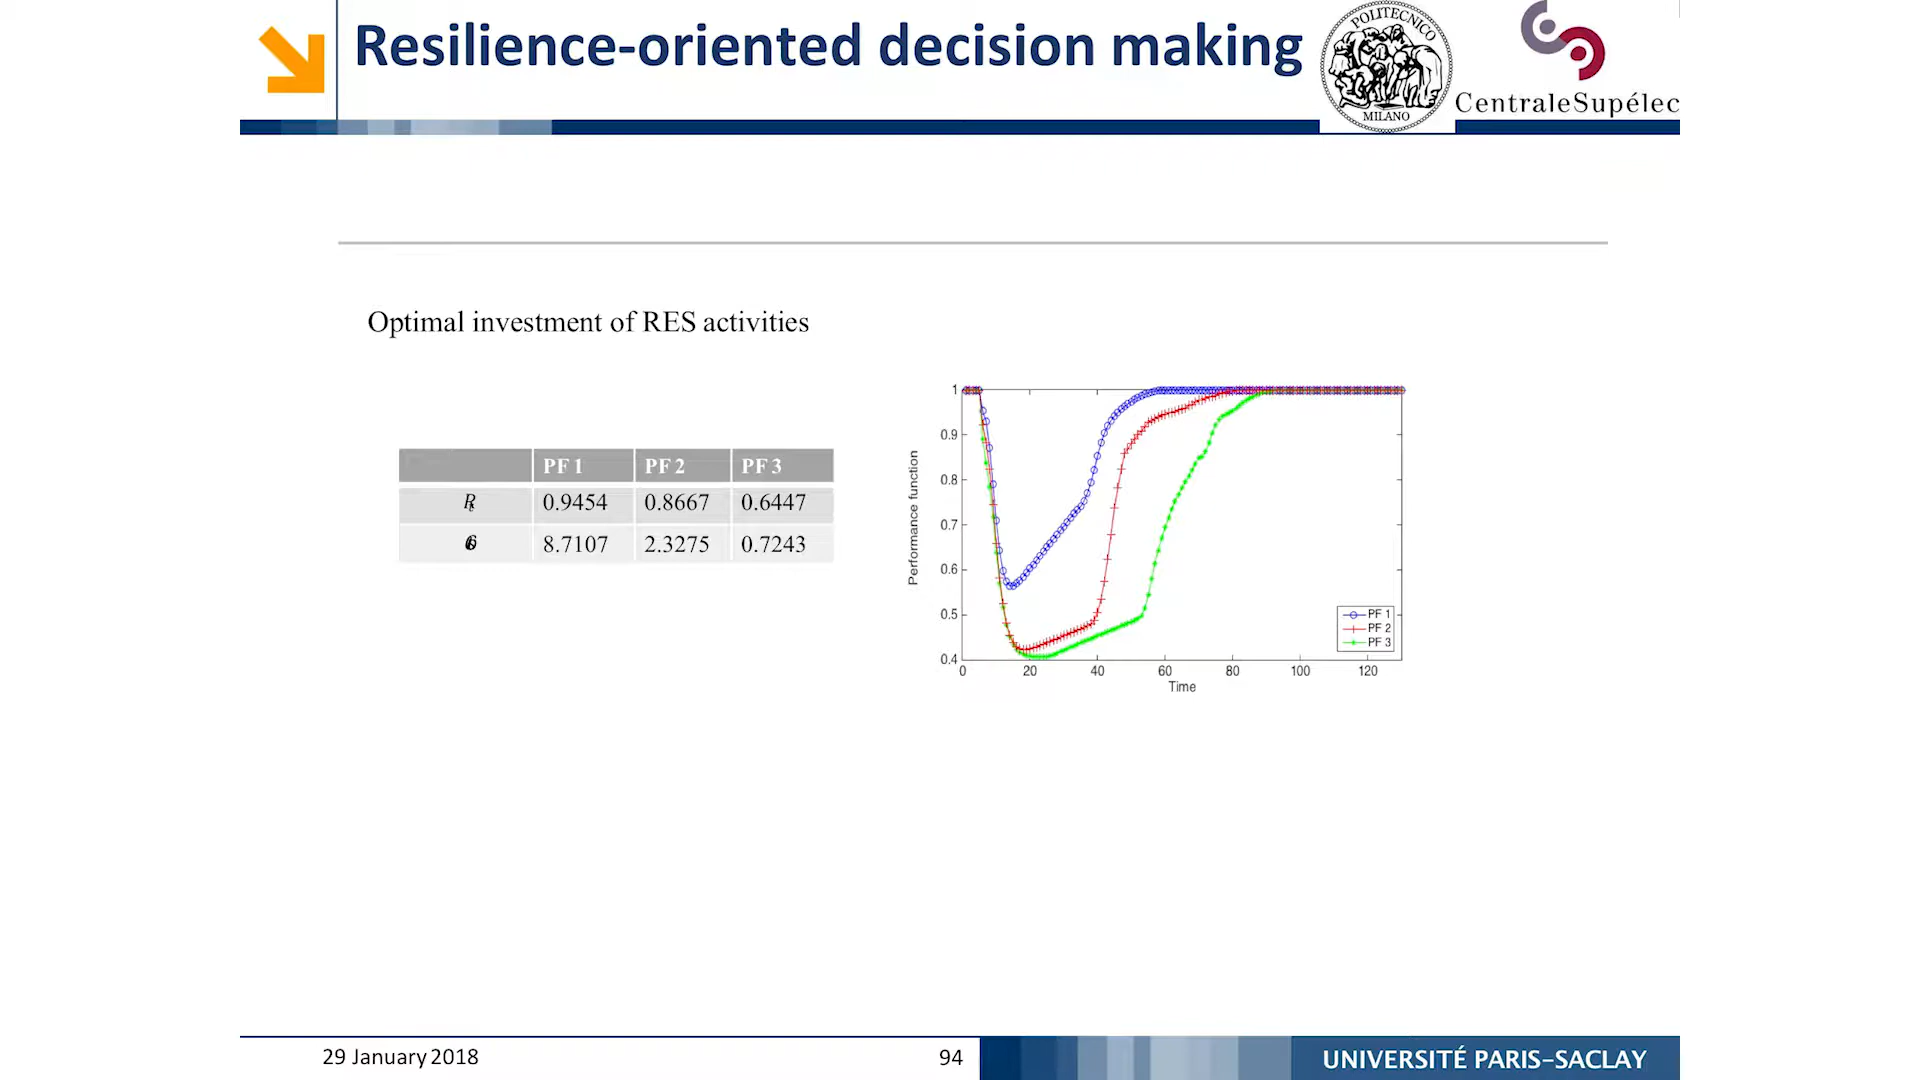 Resilience-oriented decision making
POLITECNICO
MILANO
CentraleSupélec
Optimal investment of RES activities
PF 1 PF 2 PF 3
0.9454 0.8667 0.6447
8.7107 2.3275 0.7243
Performance function
1
0.9
0.8
0.7
0.6
0.5
0.4
0 20 40 60 80 100 120
Time
PF 1
PF 2
PF 3
29 January 2018
94
UNIVERSITÉ PARIS–SACLAY